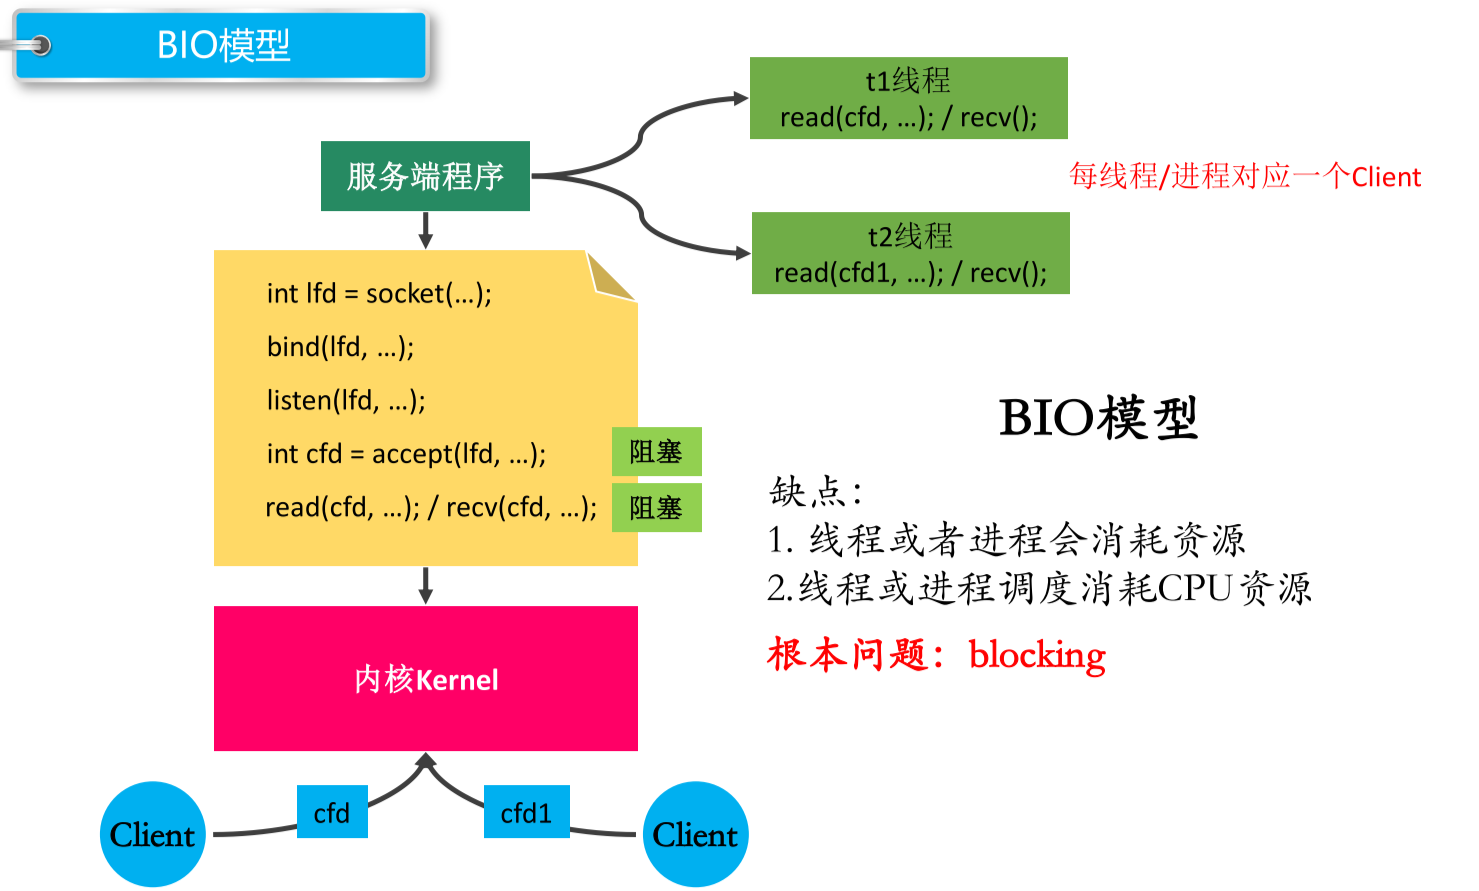 BIO模型
t1线程
read(cfd, …); / recv();
服务端程序
每线程/进程对应一个Client
t2线程
read(cfd1, …); / recv();
int lfd = socket(…);
bind(lfd, …);
listen(lfd, …);
int cfd = accept(lfd, …);
阻塞
read(cfd, …); / recv(cfd, …);
阻塞
BIO模型
缺点：
1. 线程或者进程会消耗资源
2.线程或进程调度消耗CPU资源
根本问题：blocking
内核Kernel
cfd
cfd1
Client
Client